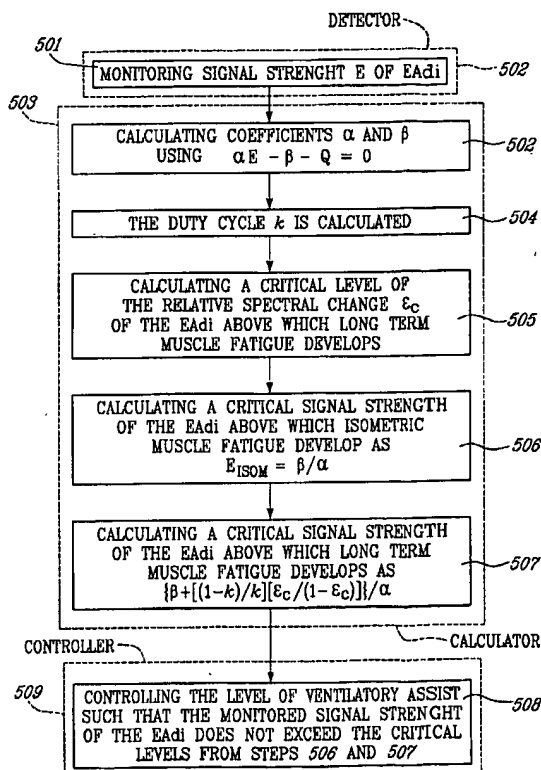 DETECTOR
501
MONITORING SIGNAL STRENGHT E OF EAdi
502
503
CALCULATING COEFFICIENTS α AND β
USING αE - β - Q = 0
502
THE DUTY CYCLE k IS CALCULATED
504
CALCULATING A CRITICAL LEVEL OF
THE RELATIVE SPECTRAL CHANGE εC
OF THE EAdi ABOVE WHICH LONG TERM
MUSCLE FATIGUE DEVELOPS
505
CALCULATING A CRITICAL SIGNAL STRENGTH
OF THE EAdi ABOVE WHICH ISOMETRIC
MUSCLE FATIGUE DEVELOP AS
EISOM = β/α
506
CALCULATING A CRITICAL SIGNAL STRENGTH
OF THE EAdi ABOVE WHICH LONG TERM
MUSCLE FATIGUE DEVELOPS AS
{β+[(1-k)/k][εC/(1-εC)]}/α
507
CONTROLLER
CALCULATOR
509
CONTROLLING THE LEVEL OF VENTILATORY ASSIST
SUCH THAT THE MONITORED SIGNAL STRENGHT
OF THE EAdi DOES NOT EXCEED THE CRITICAL
LEVELS FROM STEPS 506 AND 507
508